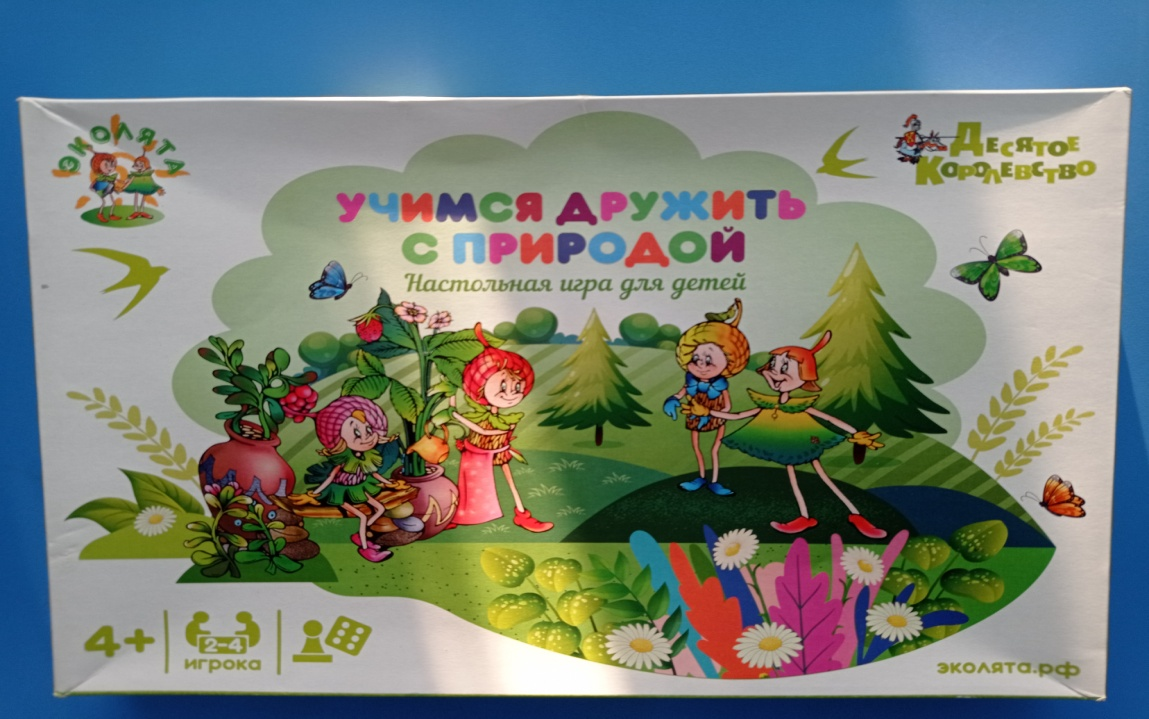 ЭКОЛЯТА
ДЕСЯТОЕ
КОРОЛЕВСТВО
УЧИМСЯ ДРУЖИТЬ
С ПРИРОДОЙ
Настольная игра для детей
4+
2-4
игрока
эколята.рф